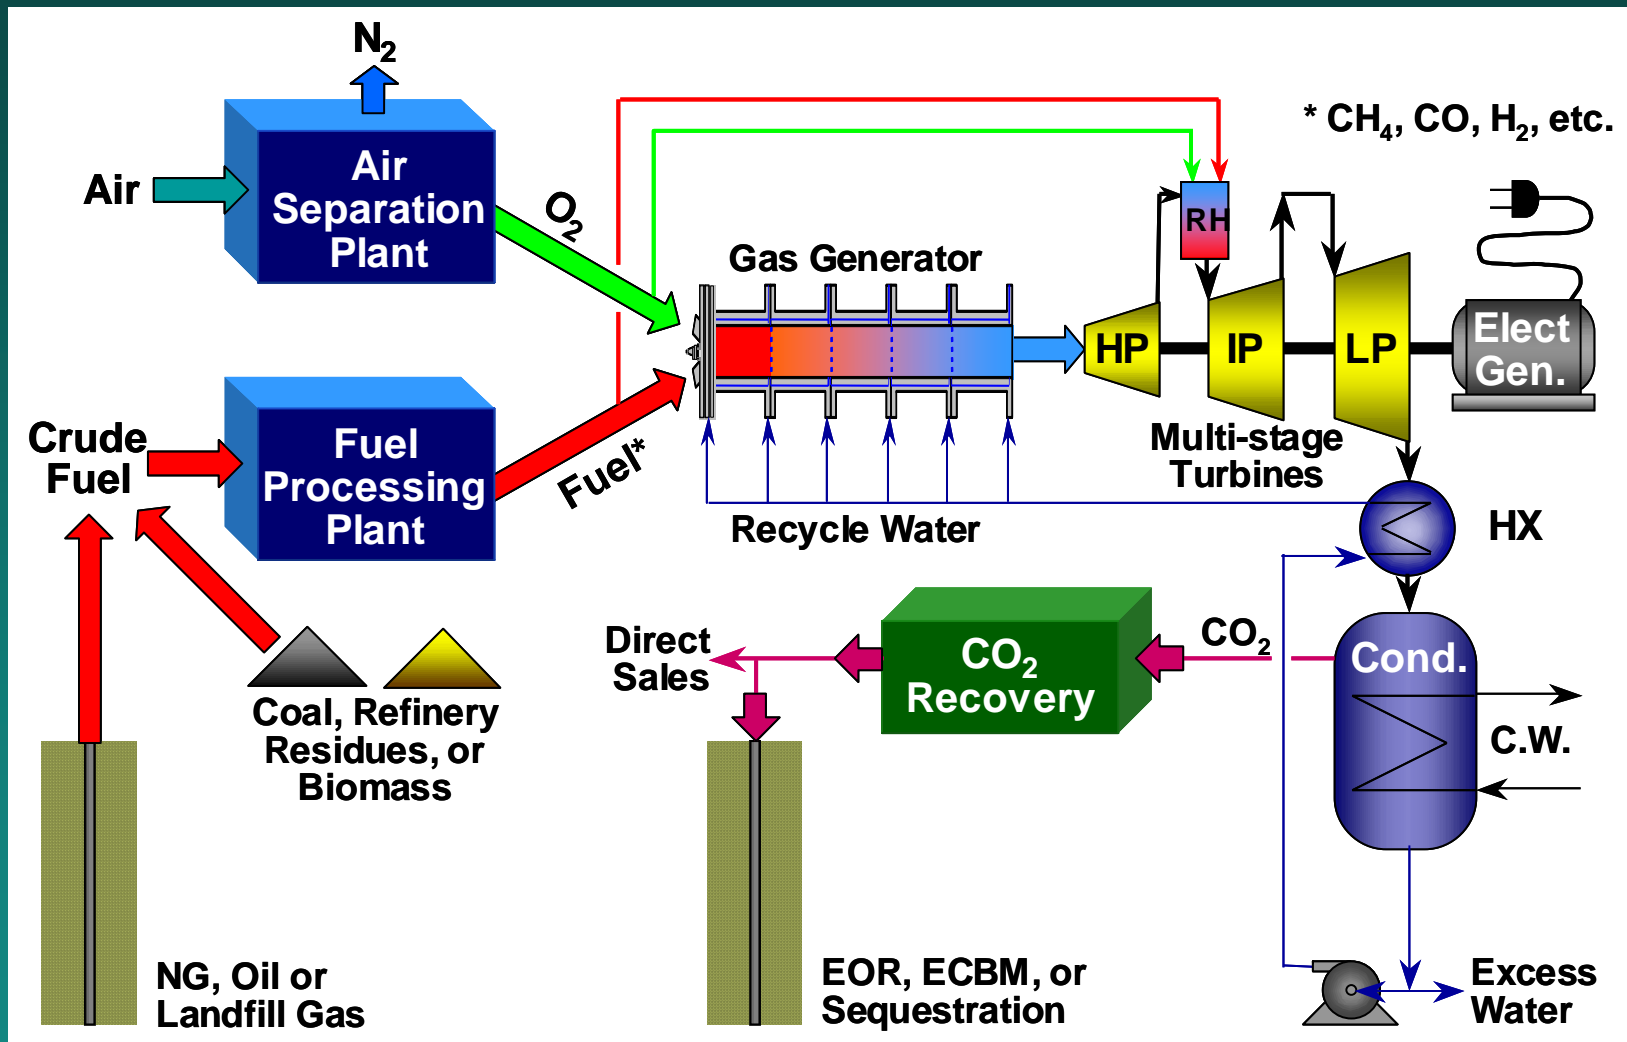 N₂
* CH₄, CO, H₂, etc.
Air
Air
Separation
Plant
O₂
RH
Gas Generator
HP
IP
LP
Elect
Gen.
Multi-stage
Turbines
Crude
Fuel
Fuel
Processing
Plant
Fuel*
Recycle Water
HX
Direct
Sales
CO₂
Recovery
CO₂
Cond.
C.W.
Coal, Refinery
Residues, or
Biomass
NG, Oil or
Landfill Gas
EOR, ECBM, or
Sequestration
Excess
Water